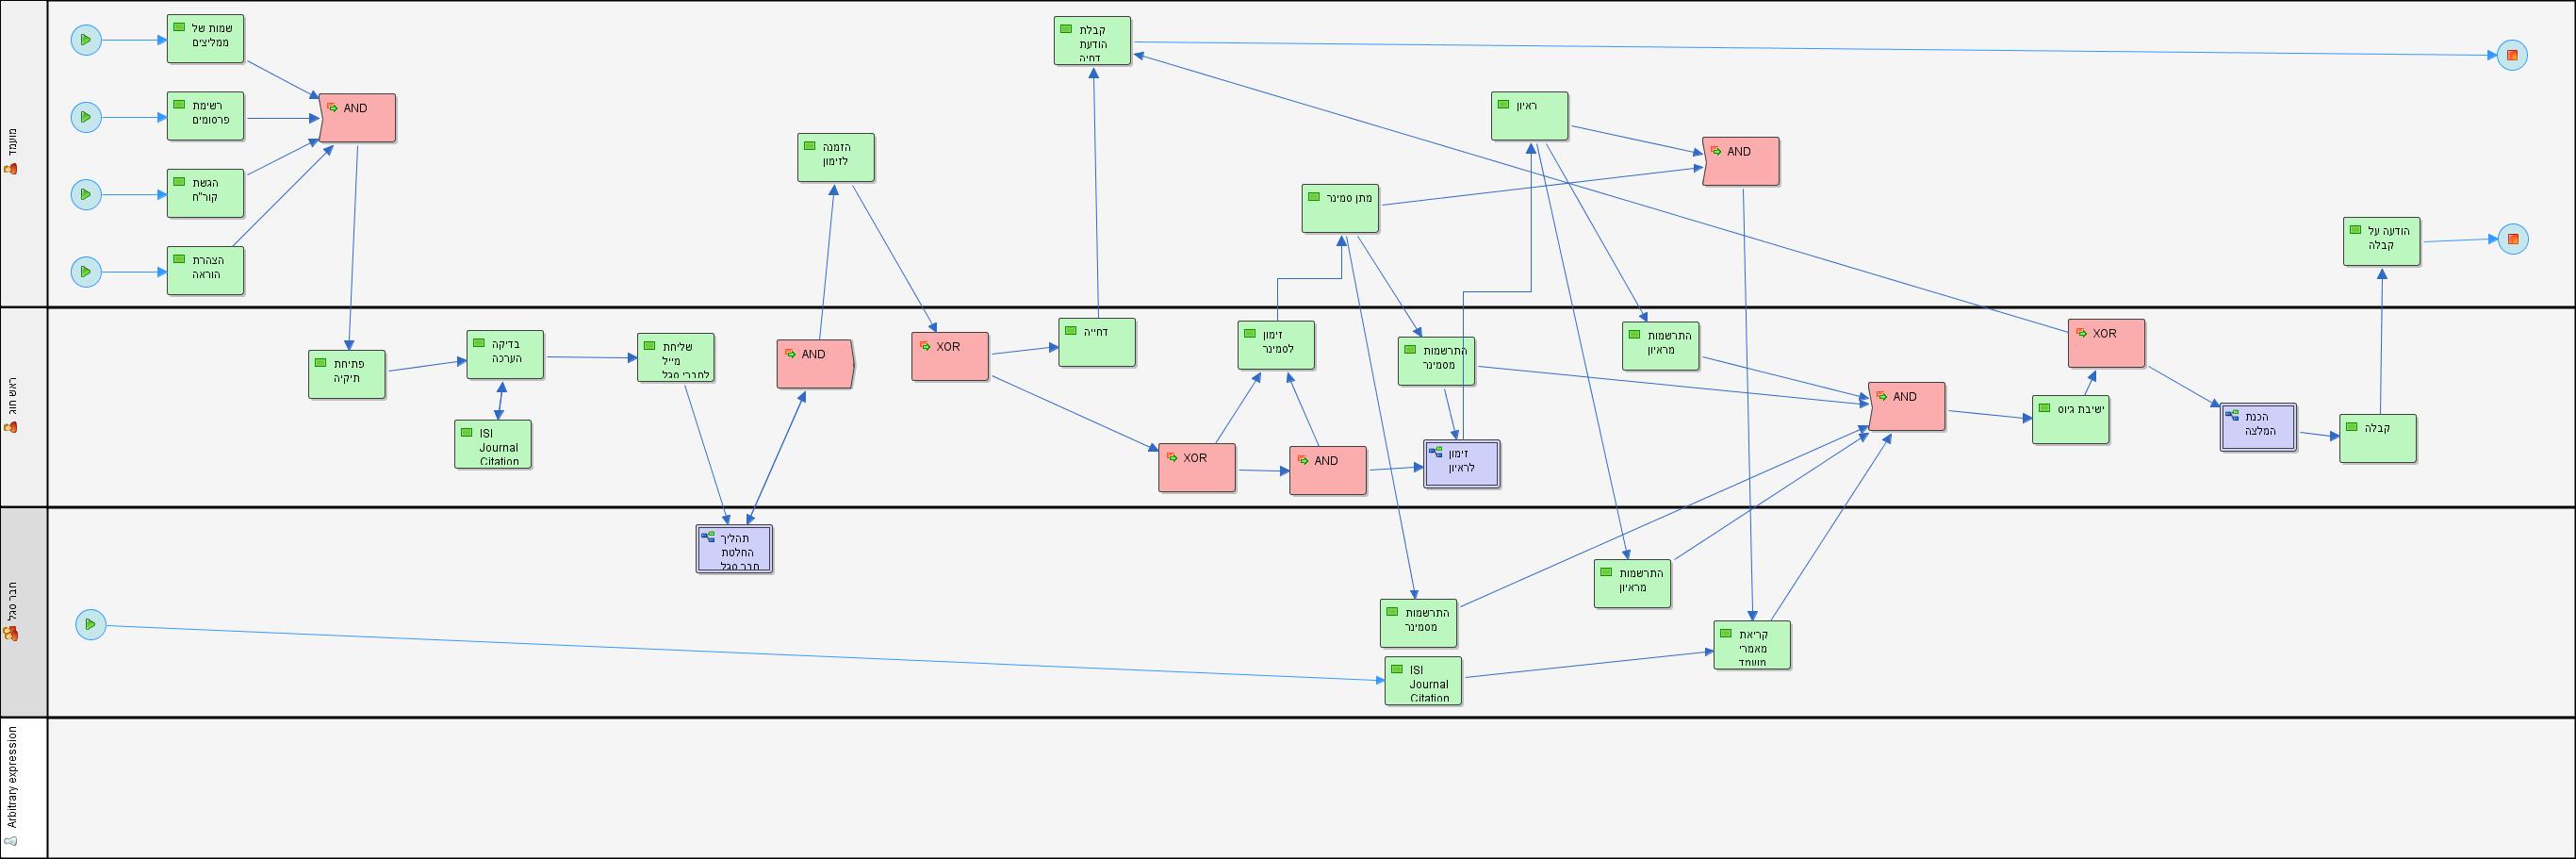 מועמד
שמות של
ממליצים
רשימת
פרסומים
הגשת
קור"ח
הצהרת
הוראה
AND
הזמנה
לזימון
קבלת
הודעת
דחיה
ראיון
מתן סמינר
AND
הודעה על
קבלה
ראש חוג
פתיחת
תיקיה
בדיקה
הערכה
ISI
Journal
Citation
שליחת
מייל
לחברי סגל
AND
XOR
דחייה
XOR
זימון
לסמינר
AND
התרשמות
מסמינר
זימון
לראיון
התרשמות
מראיון
AND
ישיבת גיוס
XOR
הכנת
המלצה
קבלה
חבר סגל
תהליך
החלטת
חבר סגל
התרשמות
מסמינר
ISI
Journal
Citation
התרשמות
מראיון
קריאת
מאמרי
מועמד
Arbitrary expression